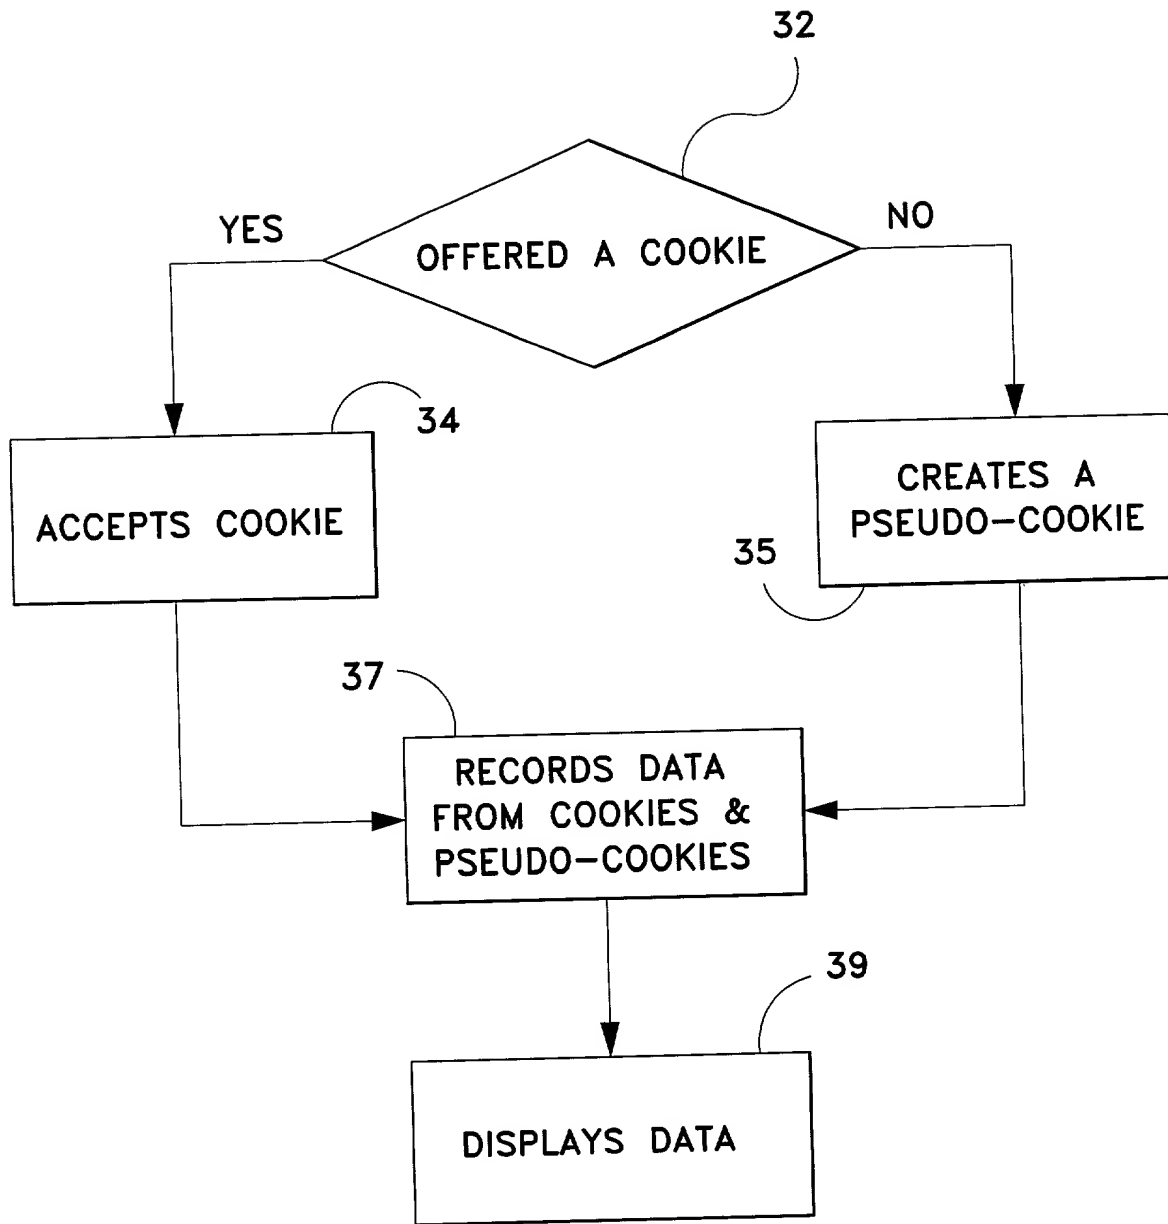 32
YES
NO
OFFERED A COOKIE
34
ACCEPTS COOKIE
CREATES A
PSEUDO-COOKIE
35
37
RECORDS DATA
FROM COOKIES &
PSEUDO-COOKIES
39
DISPLAYS DATA